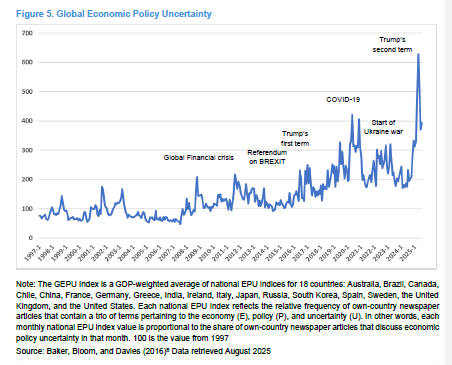 Figure 5. Global Economic Policy Uncertainty
700
600
500
400
300
200
100
0
Trump's
second term
COVID-19
Start of
Ukraine war
Trump's
first term
Referendum
on BREXIT
Global Financial crisis
1997-1
1998-1
1999-1
2000-1
2001-1
2002-1
2003-1
2004-1
2005-1
2006-1
2007-1
2008-1
2009-1
2010-1
2011-1
2012-1
2013-1
2014-1
2015-1
2016-1
2017-1
2018-1
2019-1
2020-1
2021-1
2022-1
2023-1
2024-1
2025-1
Note: The GEPU Index is a GDP-weighted average of national EPU indices for 18 countries: Australia, Brazil, Canada,
Chile, China, France, Germany, Greece, India, Ireland, Italy, Japan, Russia, South Korea, Spain, Sweden, the United
Kingdom, and the United States. Each national EPU index reflects the relative frequency of own-country newspaper
articles that contain a trio of terms pertaining to the economy (E), policy (P), and uncertainty (U). In other words, each
monthly national EPU index value is proportional to the share of own-country newspaper articles that discuss economic
policy uncertainty in that month. 100 is the value from 1997
Source: Baker, Bloom, and Davies (2016)⁶ Data retrieved August 2025